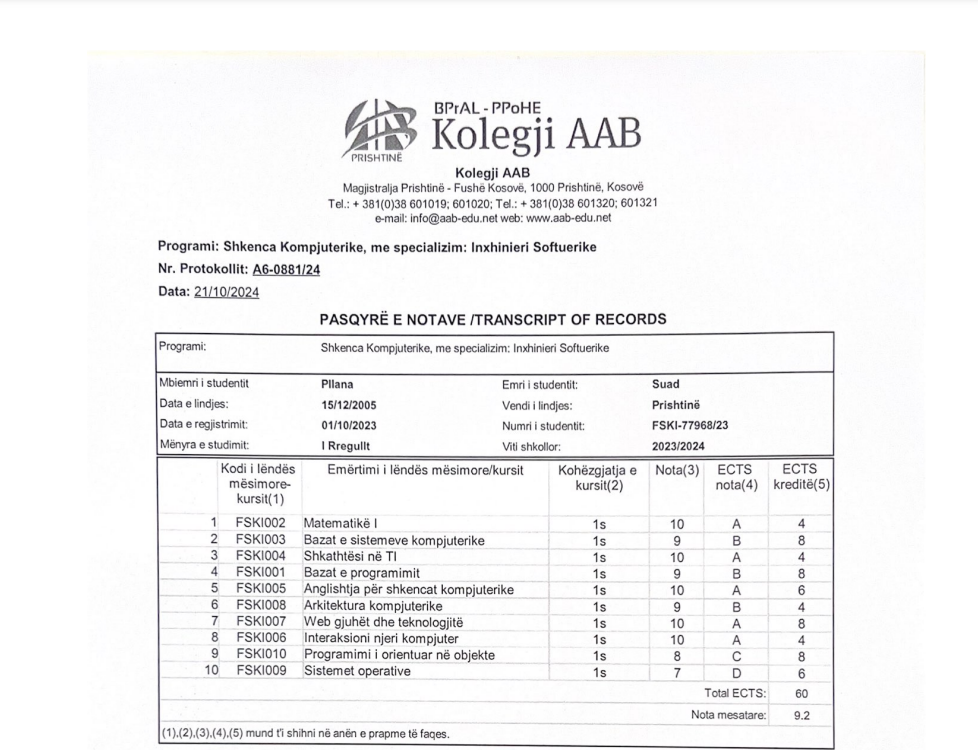 BPrAL - PPoHE
Kolegji AAB
PRISHTINË
Kolegji AAB
Magjistralja Prishtinë - Fushë Kosovë, 1000 Prishtinë, Kosovë
Tel.: + 381(0)38 601019; 601020; Tel.: + 381(0)38 601320; 601321
e-mail: info@aab-edu.net web: www.aab-edu.net
Programi: Shkenca Kompjuterike, me specializim: Inxhinieri Softuerike
Nr. Protokollit: A6-0881/24
Data: 21/10/2024
PASQYRË E NOTAVE /TRANSCRIPT OF RECORDS
Programi: Shkenca Kompjuterike, me specializim: Inxhinieri Softuerike
Mbiemri i studentit Pllana Emri i studentit: Suad
Data e lindjes: 15/12/2005 Vendi i lindjes: Prishtinë
Data e regjistrimit: 01/10/2023 Numri i studentit: FSKI-77968/23
Mënyra e studimit: I Rregullt Viti shkollor: 2023/2024
Kodi i lëndës mësimore-kursit(1) Emërtimi i lëndës mësimore/kursit Kohëzgjatja e kursit(2) Nota(3) ECTS nota(4) ECTS kreditë(5)
1 FSKI002 Matematikë I 1s 10 A 4
2 FSKI003 Bazat e sistemeve kompjuterike 1s 9 B 8
3 FSKI004 Shkathtësi në TI 1s 10 A 4
4 FSKI001 Bazat e programimit 1s 9 B 8
5 FSKI005 Anglishtja për shkencat kompjuterike 1s 10 A 6
6 FSKI008 Arkitektura kompjuterike 1s 9 B 4
7 FSKI007 Web gjuhët dhe teknologjitë 1s 10 A 8
8 FSKI006 Interaksioni njeri kompjuter 1s 10 A 4
9 FSKI010 Programimi i orientuar në objekte 1s 8 C 8
10 FSKI009 Sistemet operative 1s 7 D 6
Total ECTS: 60
Nota mesatare: 9.2
(1),(2),(3),(4),(5) mund t'i shihni në anën e prapme të faqes.